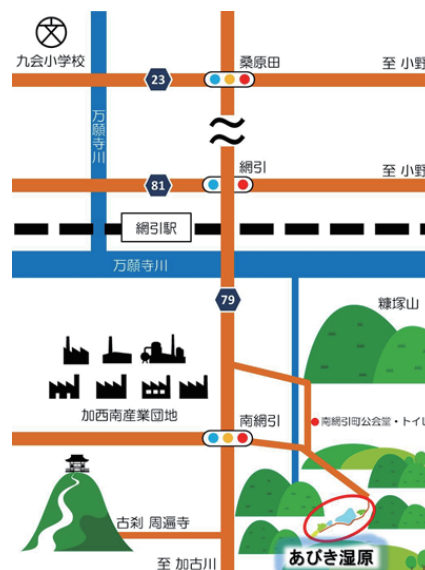 九会小学校
桑原田
至 小野
23
万願寺川
網引
至 小野
81
網引駅
万願寺川
79
糠塚山
加西南産業団地
南網引
南網引町公会堂・トイレ
古刹 周遍寺
あびき湿原
至 加古川